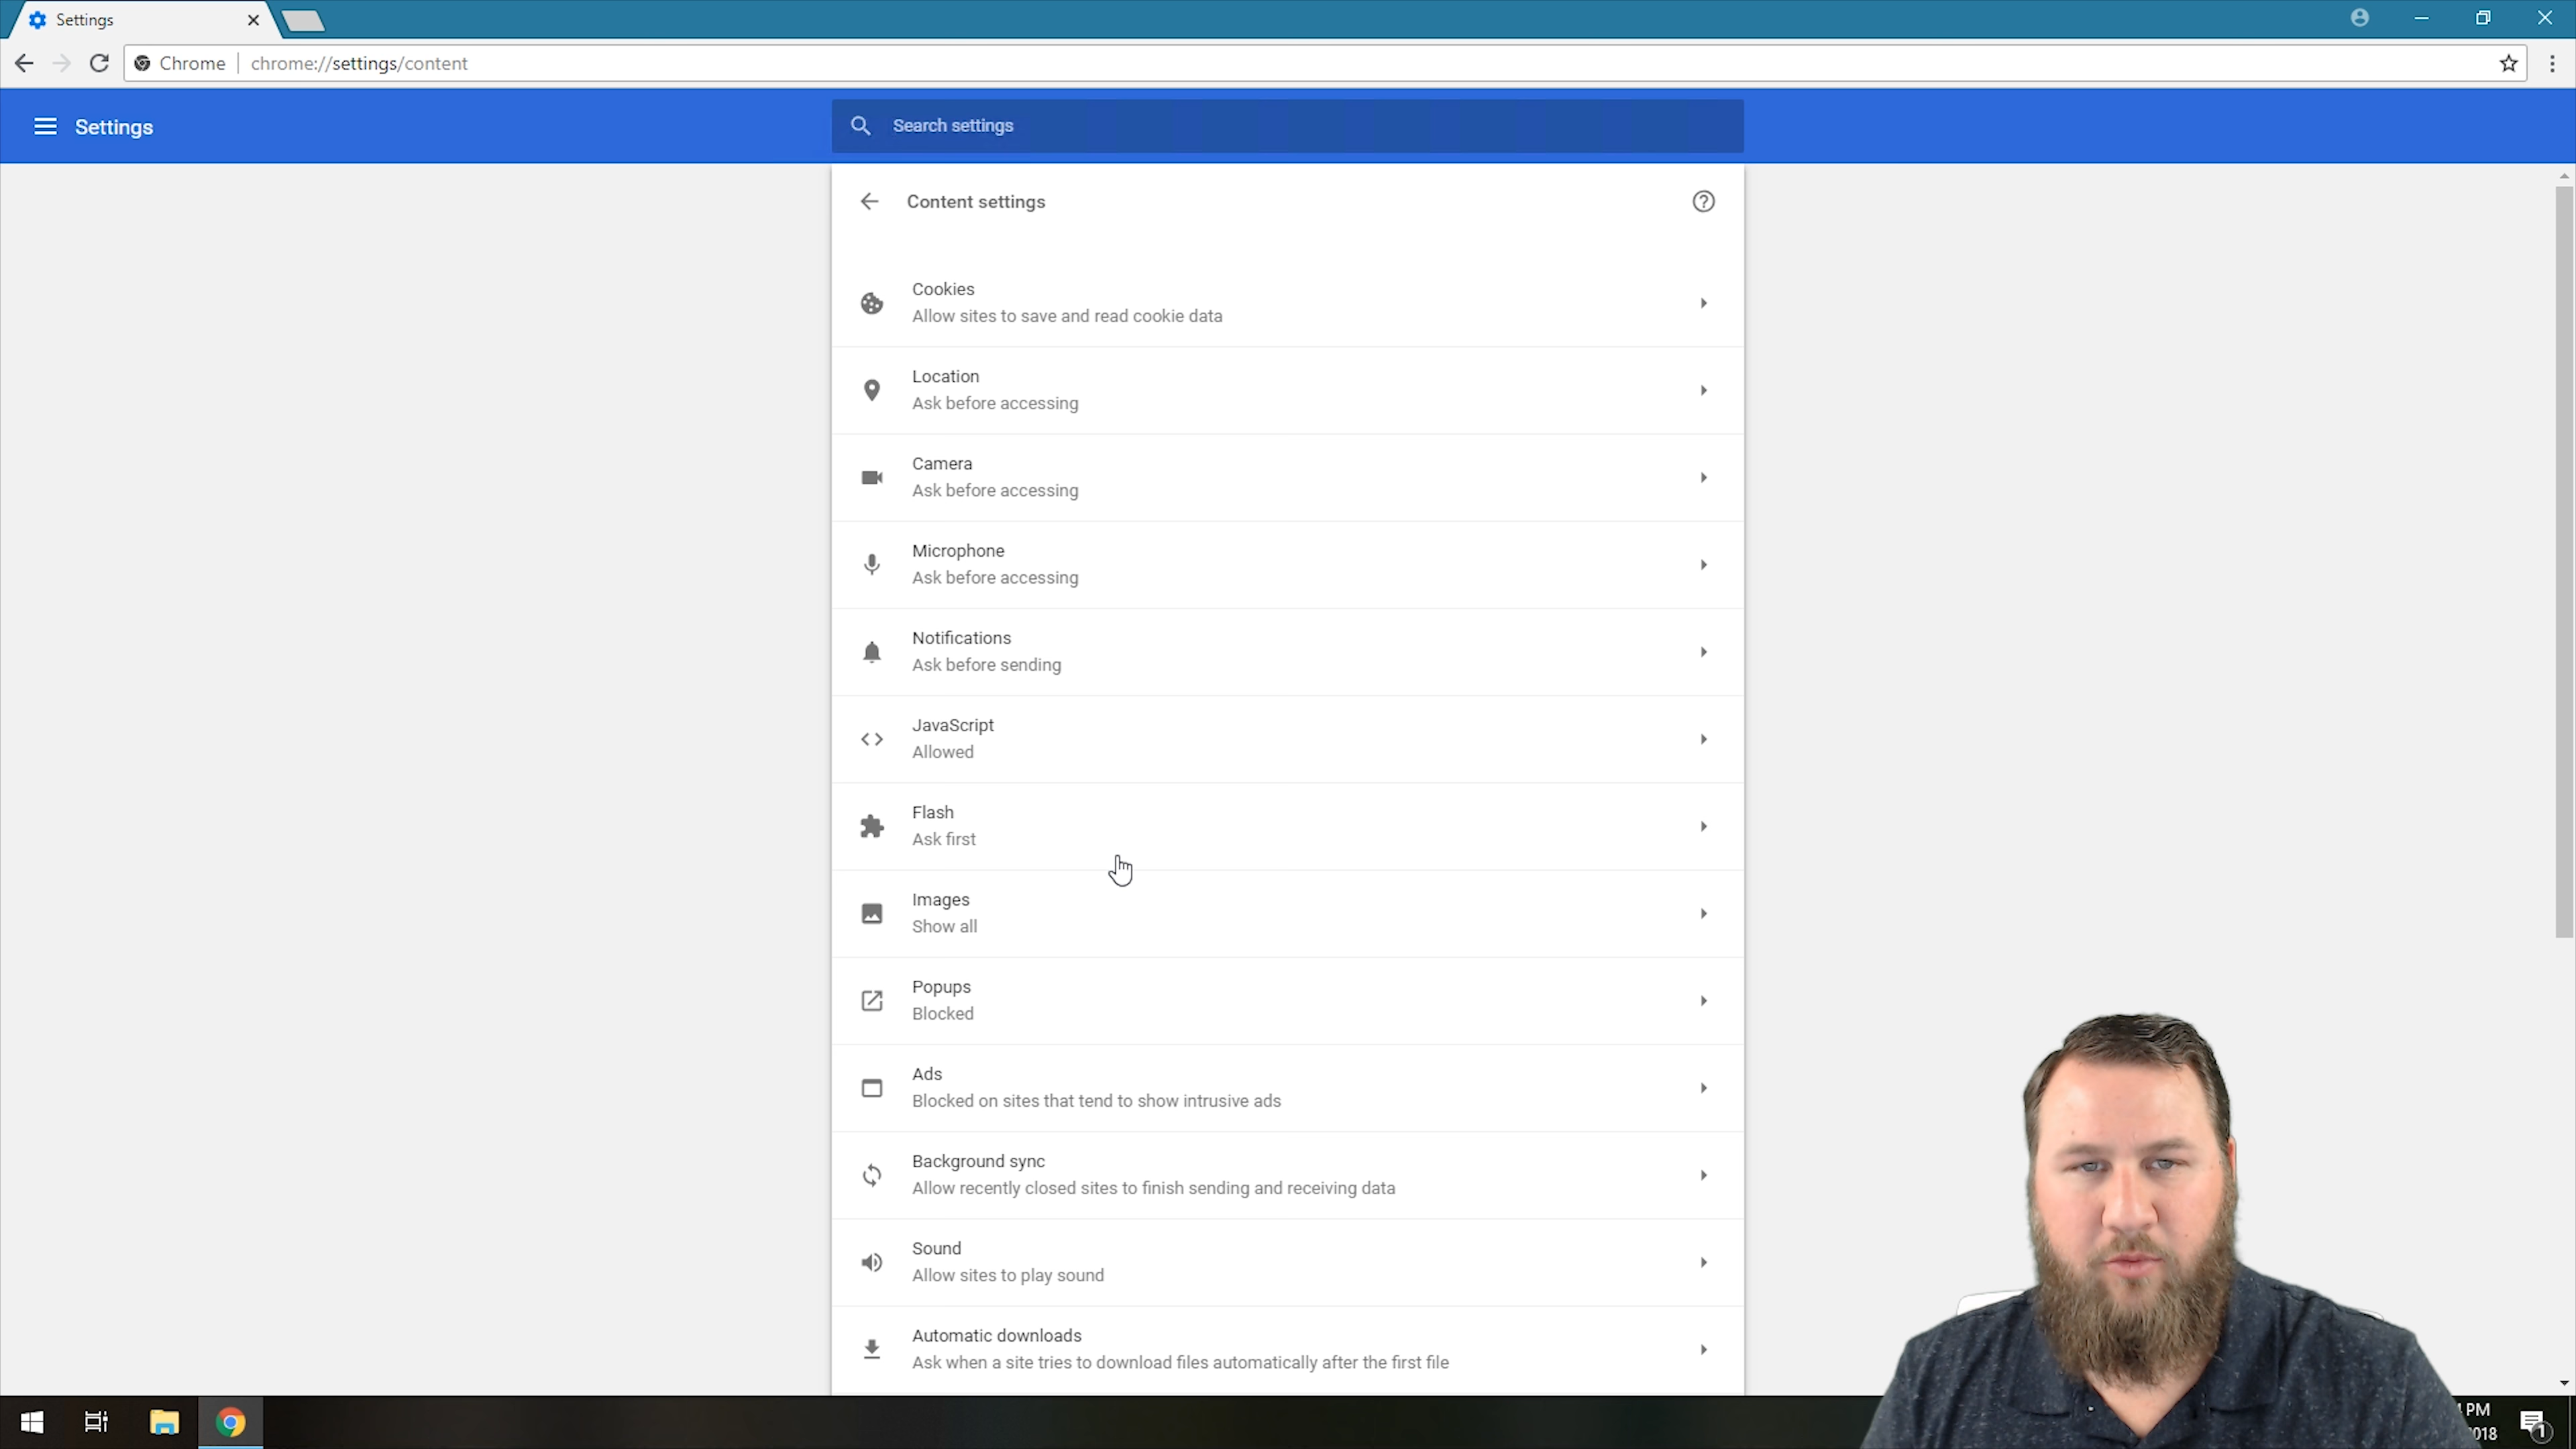 Settings
Chrome
chrome://settings/content
Settings
Search settings
Content settings
Cookies
Allow sites to save and read cookie data
Location
Ask before accessing
Camera
Ask before accessing
Microphone
Ask before accessing
Notifications
Ask before sending
JavaScript
Allowed
Flash
Ask first
Images
Show all
Popups
Blocked
Ads
Blocked on sites that tend to show intrusive ads
Background sync
Allow recently closed sites to finish sending and receiving data
Sound
Allow sites to play sound
Automatic downloads
Ask when a site tries to download files automatically after the first file
PM
018
1